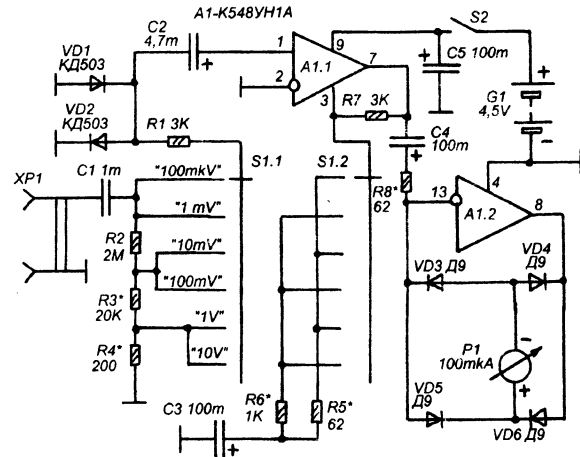 A1-К548УН1А
C2
4,7m
S2
VD1
КД503
1
9
7
A1.1
C5 100m
2
3
R7 3K
G1
4,5V
VD2
КД503
R1 3K
C4
100m
C1 1m
XP1
"100mkV"
S1.1
S1.2
"1 mV"
R8*
62
13
4
8
A1.2
R2
2M
"10mV"
"100mV"
VD3 Д9
VD4
Д9
R3*
20K
"1V"
"10V"
P1
100mkA
R4*
200
VD5
Д9
R6*
1K
R5*
62
C3 100m
VD6 Д9